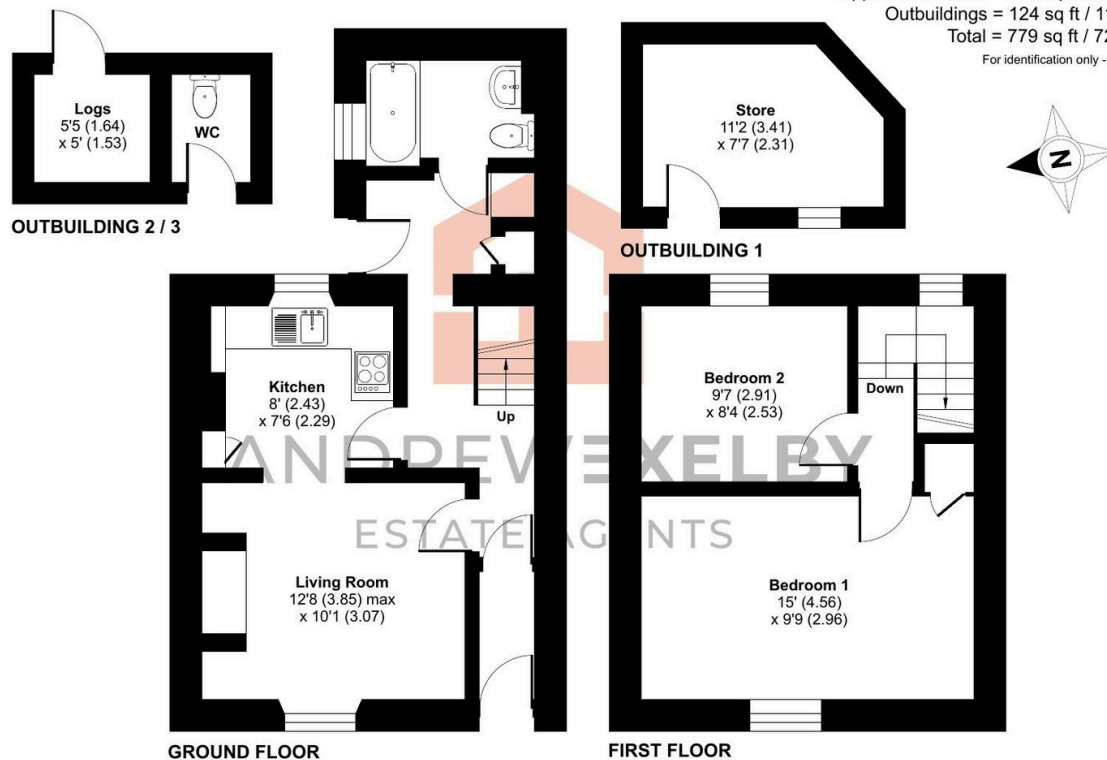 Outbuildings = 124 sq ft / 1
Total = 779 sq ft / 72
For identification only -
N
Logs
5'5 (1.64)
x 5' (1.53)
WC
OUTBUILDING 2 / 3
Store
11'2 (3.41)
x 7'7 (2.31)
OUTBUILDING 1
Kitchen
8' (2.43)
x 7'6 (2.29)
Up
Living Room
12'8 (3.85) max
x 10'1 (3.07)
GROUND FLOOR
Bedroom 2
9'7 (2.91)
x 8'4 (2.53)
Down
Bedroom 1
15' (4.56)
x 9'9 (2.96)
FIRST FLOOR
ANDREW EXELBY
ESTATE AGENTS